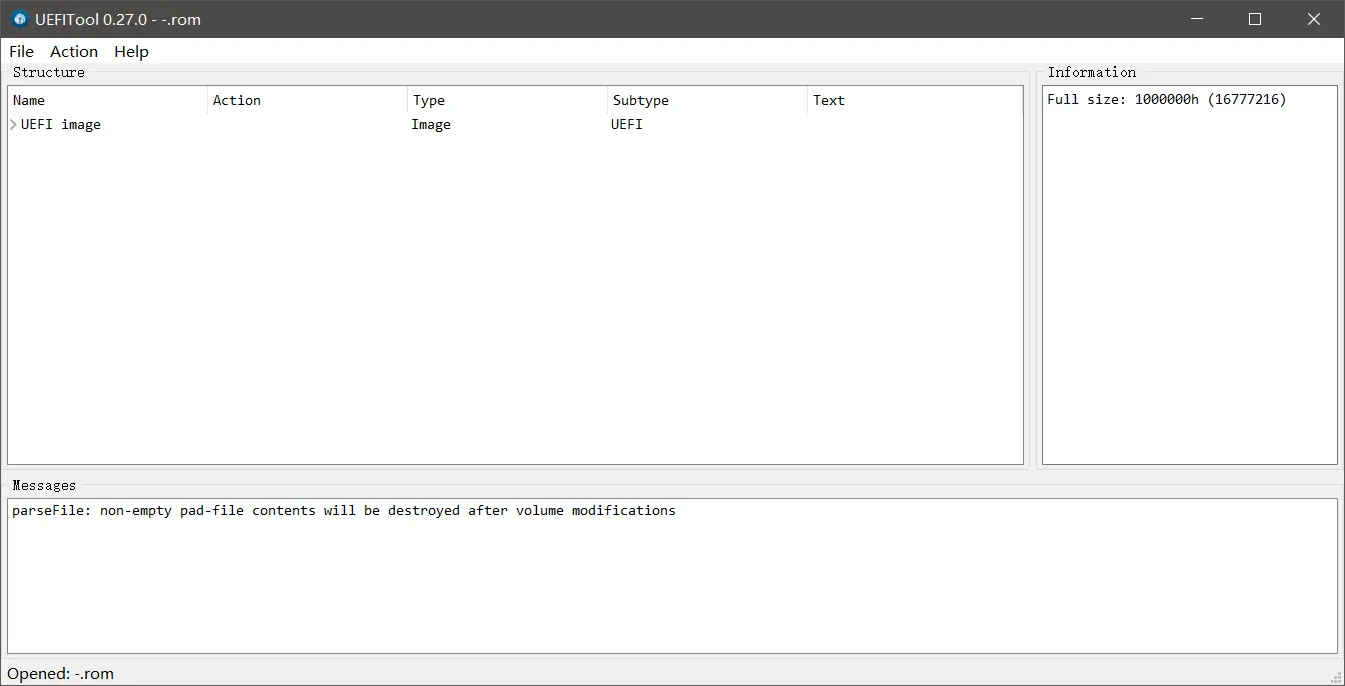 UEFITool 0.27.0 - -.rom
File Action Help
Structure
Information
Name Action Type Subtype Text
Full size: 1000000h (16777216)
UEFI image Image UEFI
Messages
parseFile: non-empty pad-file contents will be destroyed after volume modifications
Opened: -.rom